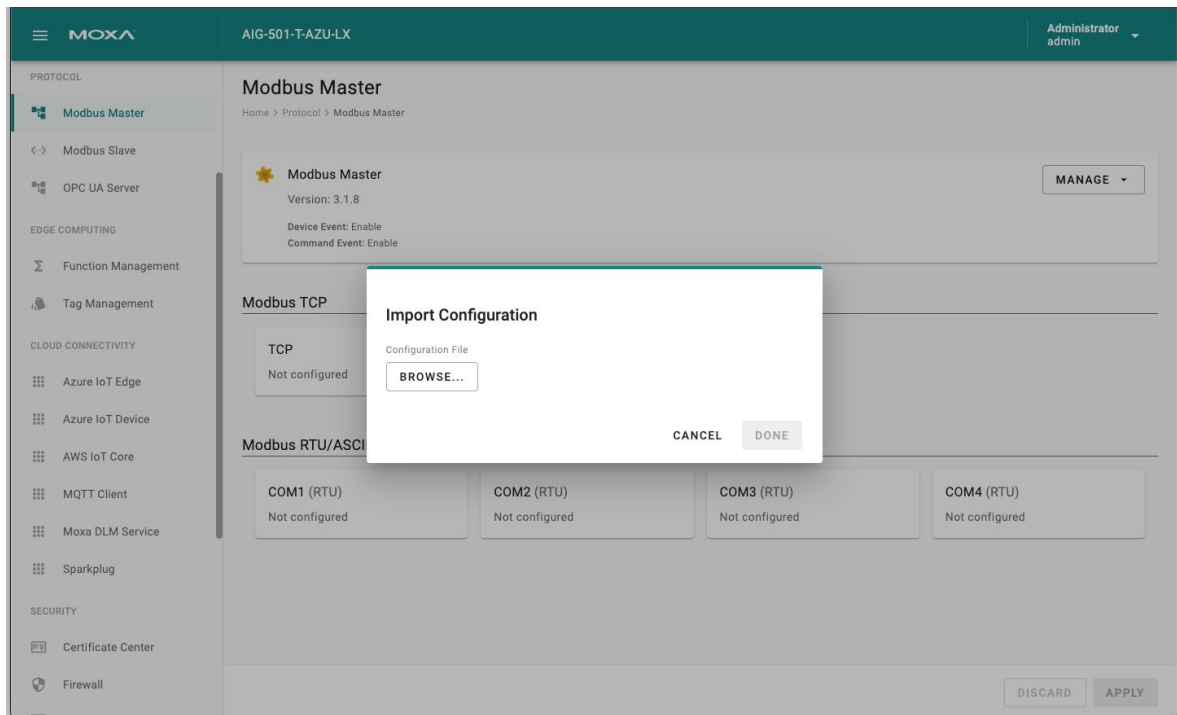 MOXA
AIG-501-T-AZU-LX
Administrator
admin
PROTOCOL
Modbus Master
Modbus Slave
OPC UA Server
EDGE COMPUTING
Function Management
Tag Management
CLOUD CONNECTIVITY
Azure IoT Edge
Azure IoT Device
AWS IoT Core
MQTT Client
Moxa DLM Service
Sparkplug
SECURITY
Certificate Center
Firewall
Modbus Master
Home > Protocol > Modbus Master
Modbus Master
Version: 3.1.8
Device Event: Enable
Command Event: Enable
MANAGE
Modbus TCP
TCP
Not configured
Import Configuration
Configuration File
BROWSE...
CANCEL
DONE
Modbus RTU/ASCI
COM1 (RTU)
Not configured
COM2 (RTU)
Not configured
COM3 (RTU)
Not configured
COM4 (RTU)
Not configured
DISCARD
APPLY